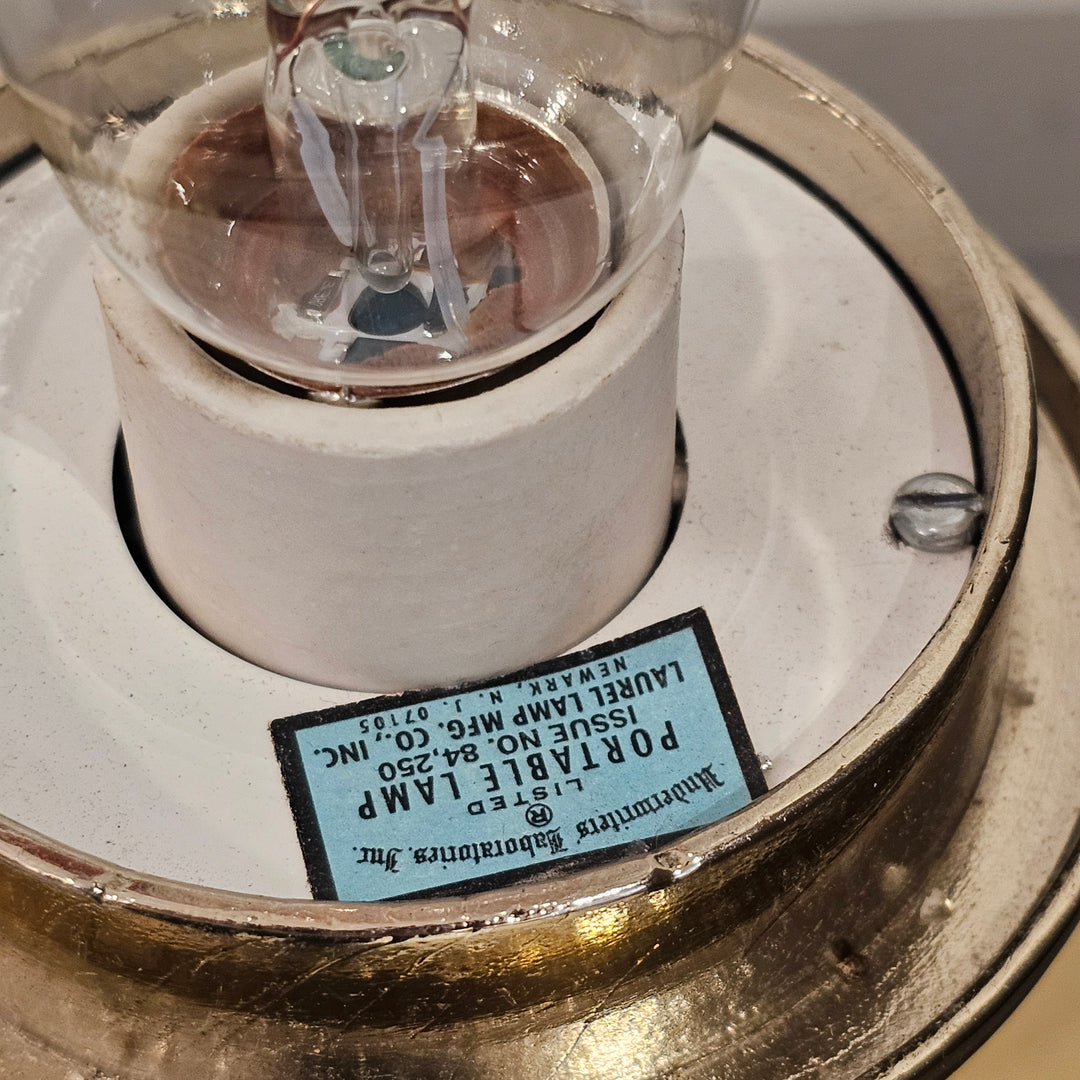 Underwriters' Laboratories, Inc.
®
LISTED
PORTABLE LAMP
ISSUE NO. 84,250
LAUREL LAMP MFG. CO., INC.
NEWARK, N. J. 07105